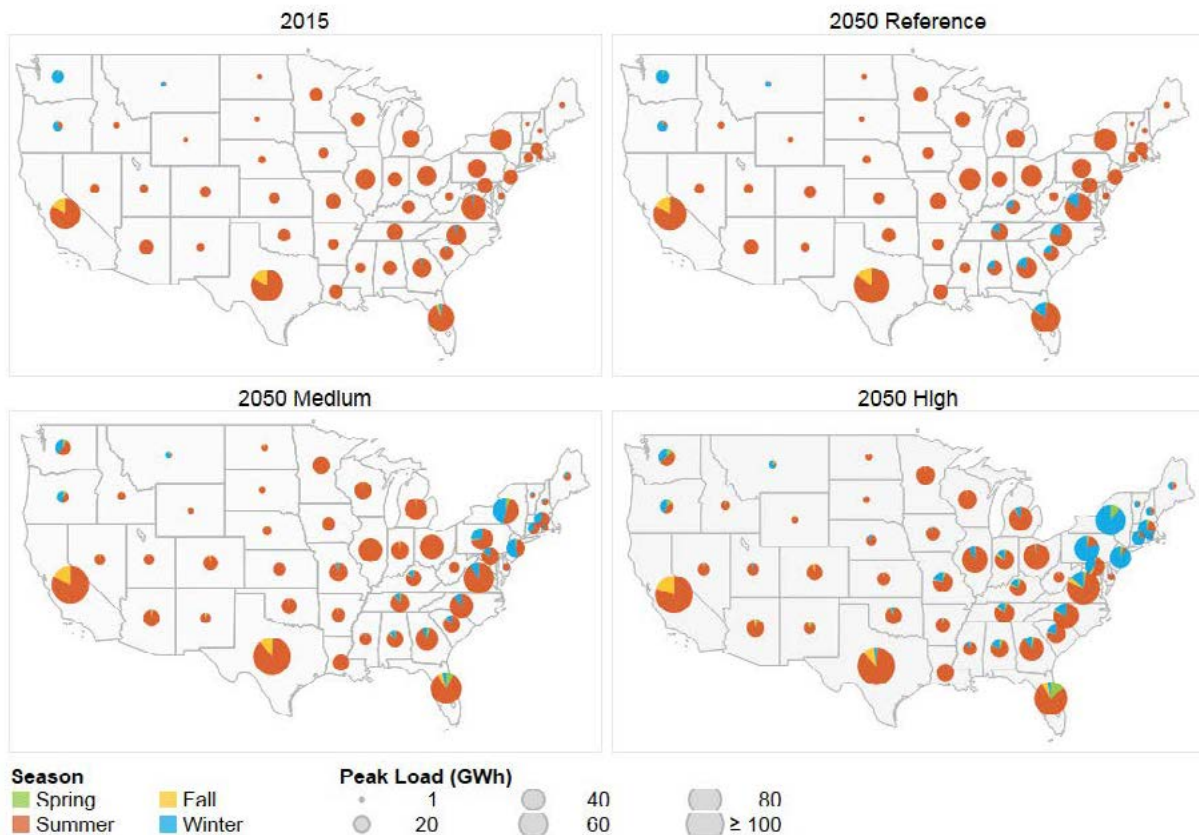 2015
2050 Reference
2050 Medium
2050 High
Season
Peak Load (GWh)
Spring
Fall
1
40
80
Summer
Winter
20
60
≥ 100